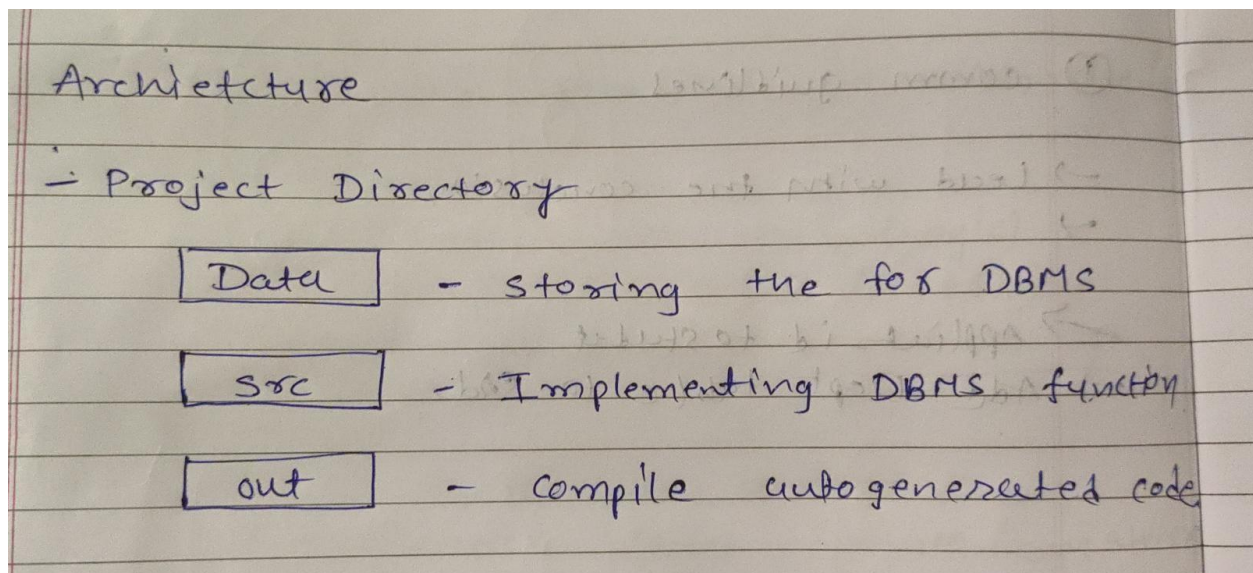 Archietcture
- Project Directory
Data - storing the for DBMS
src - Implementing DBMS function
out - compile autogenerated code